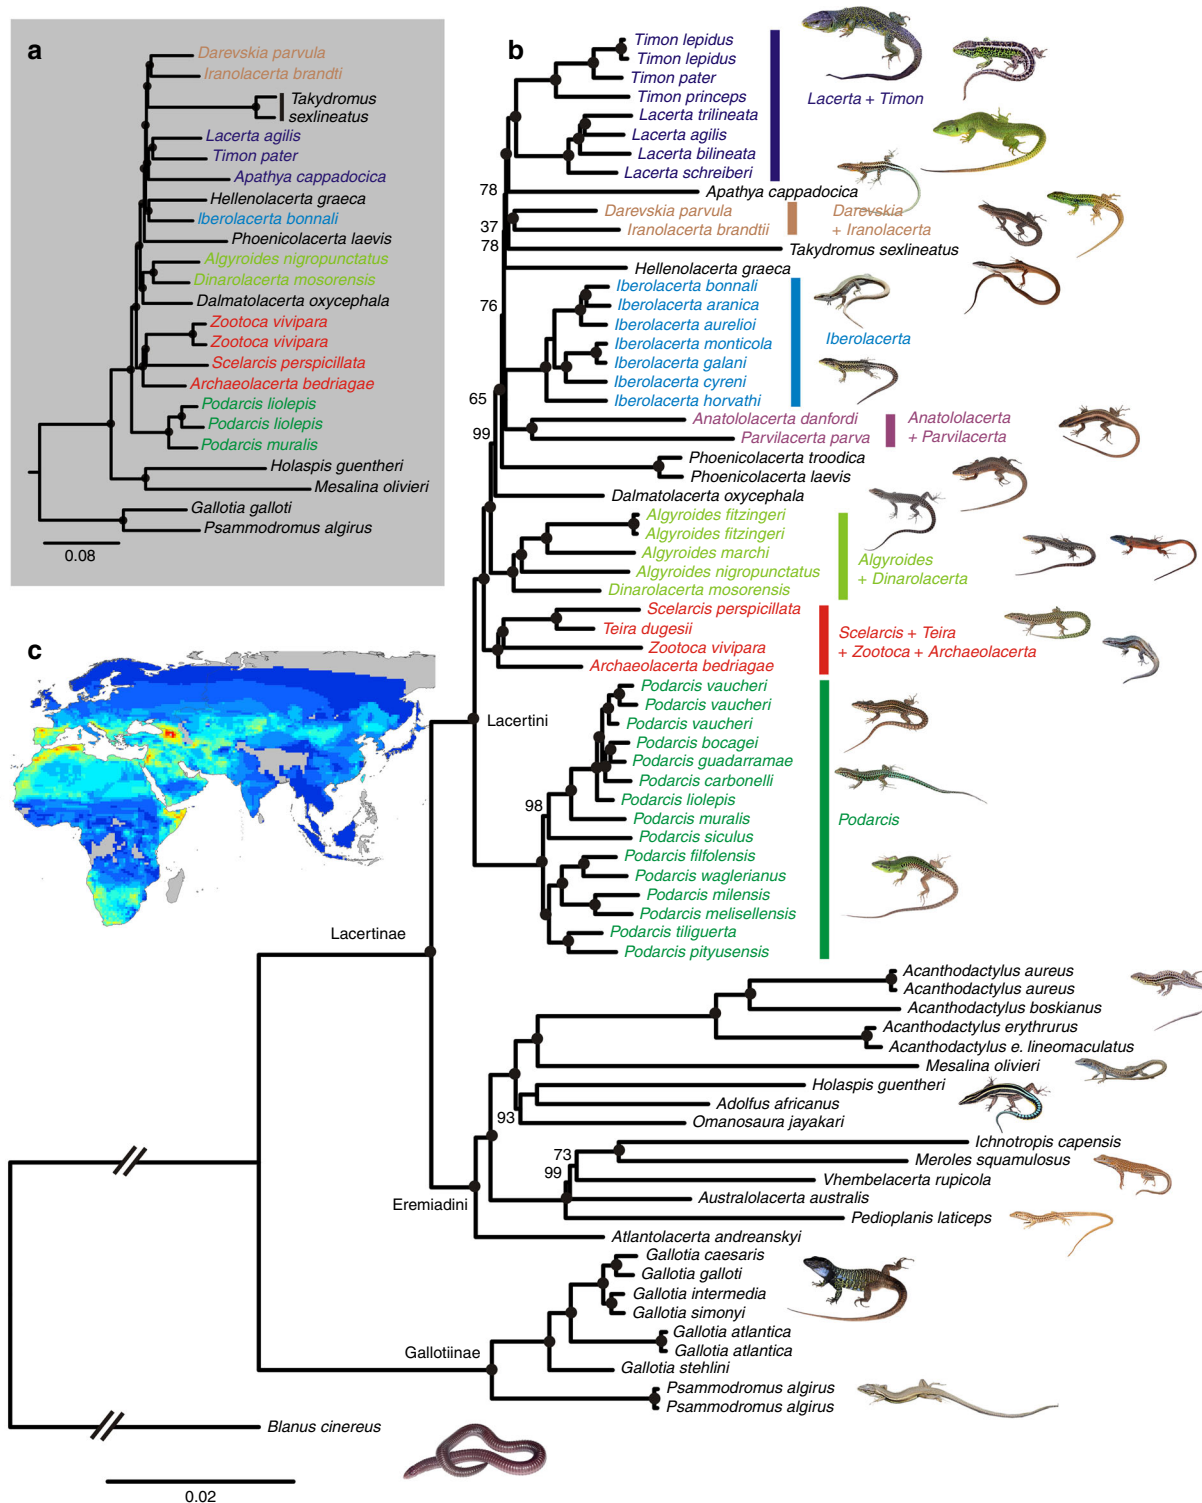 a
Darevskia parvula
Iranolacerta brandti
Takydromus
sexlineatus
Lacerta agilis
Timon pater
Apathya cappadocica
Hellenolacerta graeca
Iberolacerta bonnali
Phoenicolacerta laevis
Algyroides nigropunctatus
Dinarolacerta mosorensis
Dalmatolacerta oxycephala
Zootoca vivipara
Zootoca vivipara
Scelarcis perspicillata
Archaeolacerta bedriagae
Podarcis liolepis
Podarcis liolepis
Podarcis muralis
Holaspis guentheri
Mesalina olivieri
Gallotia galloti
Psammodromus algirus
0.08
b
Timon lepidus
Timon lepidus
Timon pater
Timon princeps
Lacerta trilineata
Lacerta agilis
Lacerta bilineata
Lacerta schreiberi
Lacerta + Timon
78
Apathya cappadocica
Darevskia parvula
Iranolacerta brandtii
Darevskia
+ Iranolacerta
37
78
Takydromus sexlineatus
Hellenolacerta graeca
76
Iberolacerta bonnali
Iberolacerta aranica
Iberolacerta aurelioi
Iberolacerta monticola
Iberolacerta galani
Iberolacerta cyreni
Iberolacerta horvathi
Iberolacerta
65
Anatololacerta danfordi
Parvilacerta parva
Anatololacerta
+ Parvilacerta
99
Phoenicolacerta troodica
Phoenicolacerta laevis
Dalmatolacerta oxycephala
Algyroides fitzingeri
Algyroides fitzingeri
Algyroides marchi
Algyroides nigropunctatus
Dinarolacerta mosorensis
Algyroides
+ Dinarolacerta
Scelarcis perspicillata
Teira dugesii
Zootoca vivipara
Archaeolacerta bedriagae
Scelarcis + Teira
+ Zootoca + Archaeolacerta
Lacertini
Podarcis vaucheri
Podarcis vaucheri
Podarcis vaucheri
Podarcis bocagei
Podarcis guadarramae
Podarcis carbonelli
Podarcis liolepis
Podarcis muralis
Podarcis siculus
Podarcis filfolensis
Podarcis waglerianus
Podarcis milensis
Podarcis melisellensis
Podarcis tiliguerta
Podarcis pityusensis
98
Podarcis
c
Lacertinae
Acanthodactylus aureus
Acanthodactylus aureus
Acanthodactylus boskianus
Acanthodactylus erythrurus
Acanthodactylus e. lineomaculatus
Mesalina olivieri
Holaspis guentheri
Adolfus africanus
93
Omanosaura jayakari
Ichnotropis capensis
73
Meroles squamulosus
99
Vhembelacerta rupicola
Australolacerta australis
Eremiadini
Pedioplanis laticeps
Atlantolacerta andreanskyi
Gallotia caesaris
Gallotia galloti
Gallotia intermedia
Gallotia simonyi
Gallotia atlantica
Gallotia atlantica
Gallotiinae
Gallotia stehlini
Psammodromus algirus
Psammodromus algirus
Blanus cinereus
0.02